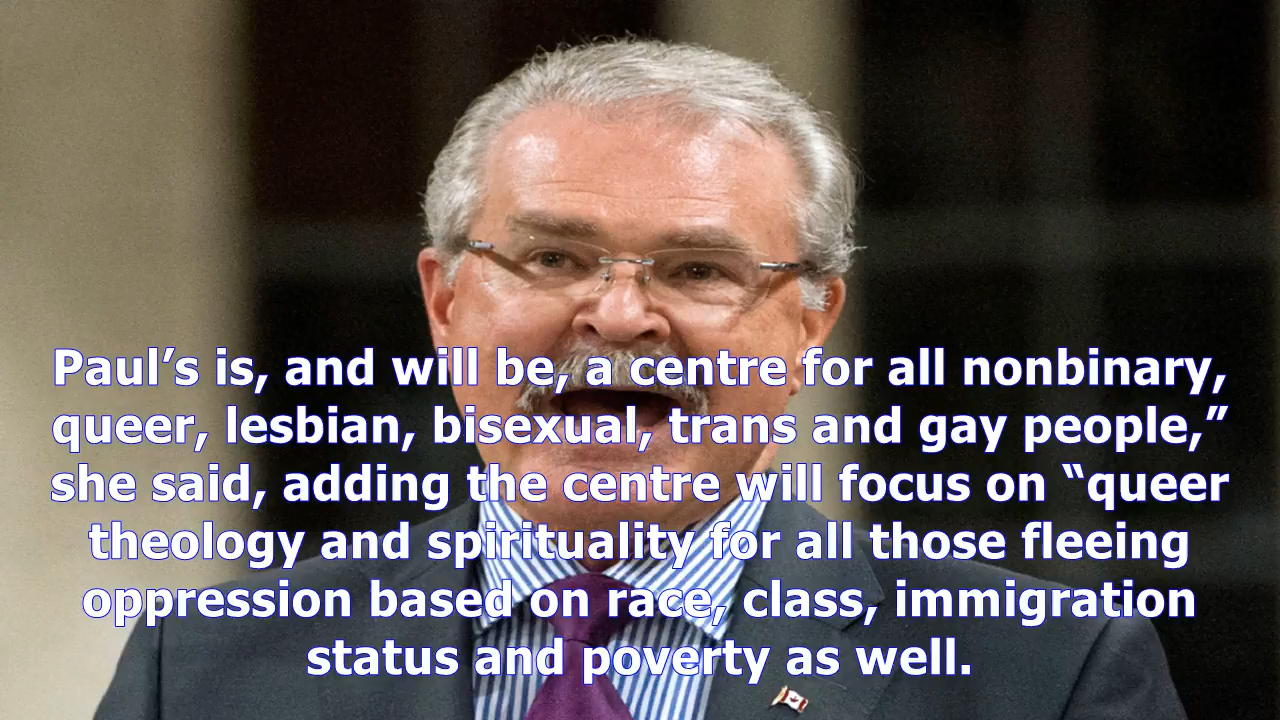 Paul’s is, and will be, a centre for all nonbinary,
queer, lesbian, bisexual, trans and gay people,”
she said, adding the centre will focus on “queer
theology and spirituality for all those fleeing
oppression based on race, class, immigration
status and poverty as well.